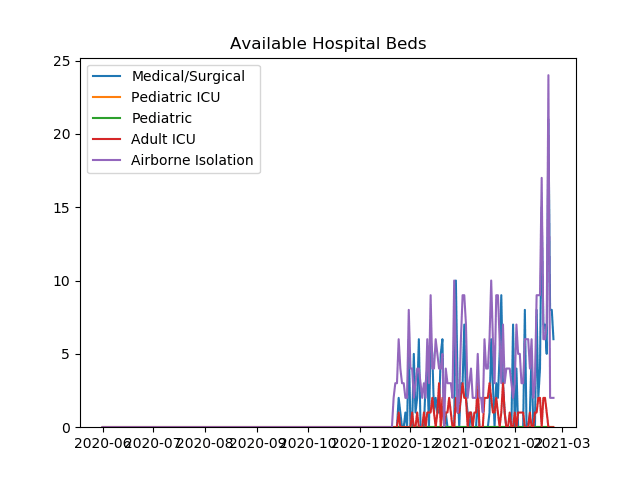 Available Hospital Beds
25
20
15
10
5
0
Medical/Surgical
Pediatric ICU
Pediatric
Adult ICU
Airborne Isolation
2020-06 2020-07 2020-08 2020-09 2020-10 2020-11 2020-12 2021-01 2021-02 2021-03